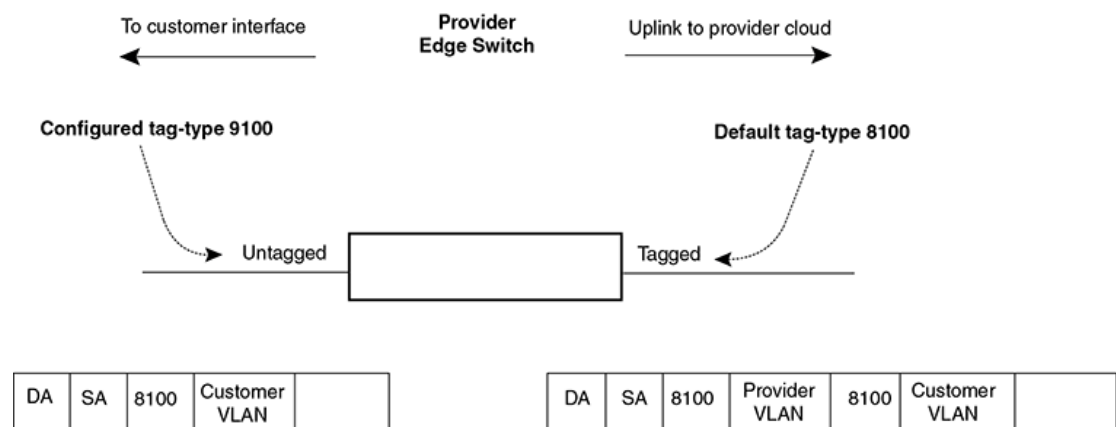 To customer interface
Provider
Edge Switch
Uplink to provider cloud
Configured tag-type 9100
Default tag-type 8100
Untagged
Tagged
DA SA 8100 Customer VLAN
DA SA 8100 Provider VLAN 8100 Customer VLAN